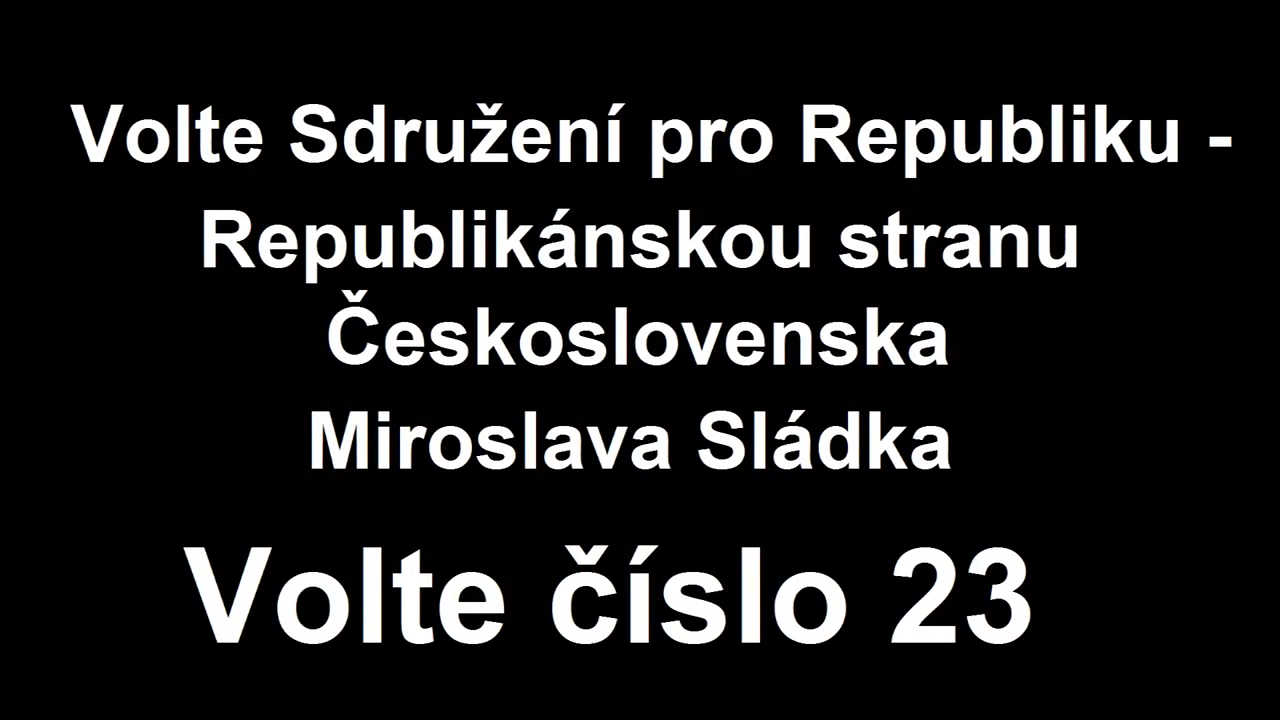 Volte Sdružení pro Republiku -
Republikánskou stranu
Československa
Miroslava Sládka
Volte číslo 23